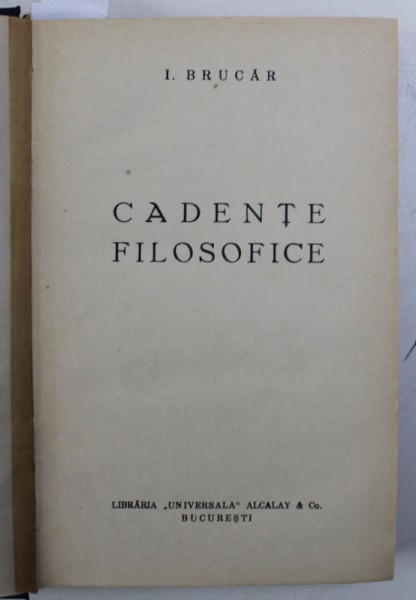 I. BRUCĂR
CADENȚE
FILOSOFICE
LIBRĂRIA „UNIVERSALA“ ALCALAY & Co.
BUCUREȘTI